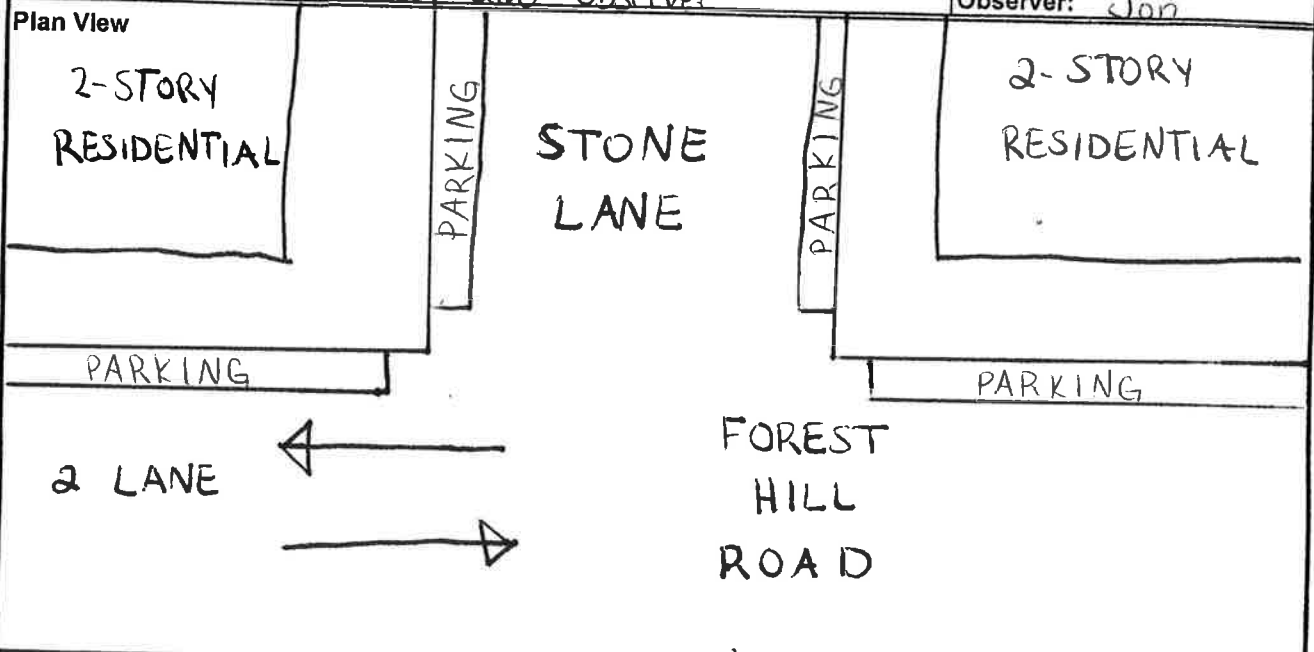 Observer: Jon
Plan View
2-STORY
RESIDENTIAL
PARKING
STONE
LANE
PARKING
2-STORY
RESIDENTIAL
PARKING
PARKING
2 LANE
FOREST
HILL
ROAD